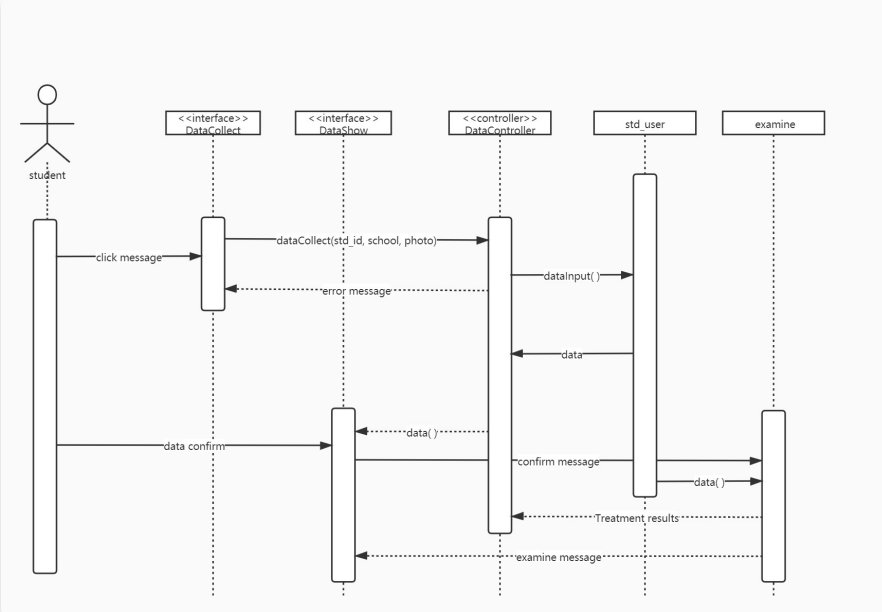 <<interface>>
DataCollect
<<interface>>
DataShow
<<controller>>
DataController
std_user
examine
student
dataCollect(std_id, school, photo)
click message
dataInput( )
error message
data
data( )
data confirm
confirm message
data( )
Treatment results
examine message